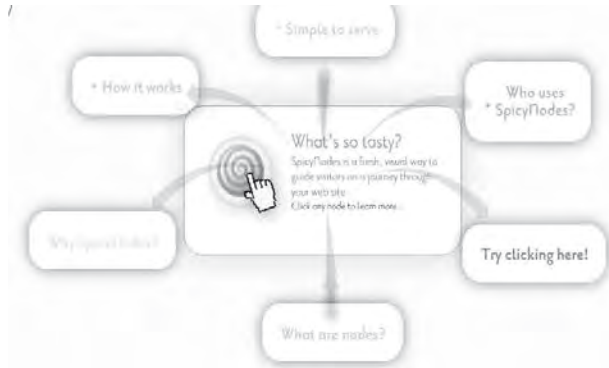 * Simple to serve
* How it works
Who uses
* SpicyNodes?
What's so tasty?
SpicyNodes is a fresh, visual way to
guide visitors on a journey through
your web site.
Click any node to learn more...
Try clicking here!
What are nodes?